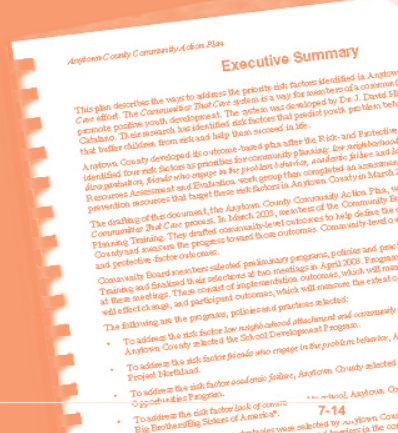 Anytown County Community Action Plan
Executive Summary
This plan describes the ways to address the priority risk factors identified in Anytown
Care effort. The Communities That Care system is a way for members of a communi
promote positive youth development. The system was developed by Dr. J. David H
Catalano. Their research has identified risk factors that predict youth problem beh
that buffer children from risk and help them succeed in life.
Anytown County developed its outcome-based plan after the Risk- and Protective
identified four risk factors as priorities for community planning: low neighborhood
disorganization, friends who engage in the problem behavior, academic failure and la
Resources Assessment and Evaluation work group then completed an assessment
prevention resources that target these risk factors in Anytown County in March 2
The drafting of this document, the Anytown County Community Action Plan, w
Communities That Care process. In March 2008, members of the Community B
Planning Training. They drafted community-level outcomes to help define the
County and measure the progress toward those outcomes. Community-level ou
and protective-factor outcomes.
Community Board members selected preliminary programs, policies and prac
Training and finalized their selections at two meetings in April 2008. Program
at these meetings. These consist of implementation outcomes, which will mea
will effect change, and participant outcomes, which will measure the extent o
The following are the programs, policies and practices selected:
• To address the risk factor low neighborhood attachment and community
Anytown County selected the School Development Program.
• To address the risk factor friends who engage in the problem behavior, A
Project Northland.
• To address the risk factor academic failure, Anytown County selected
Opportunities Program.
• To address the risk factor lack of commi school, Anytown Co
Big Brothers/Big Sisters of America*.
7-14
were selected by Anytown Coun